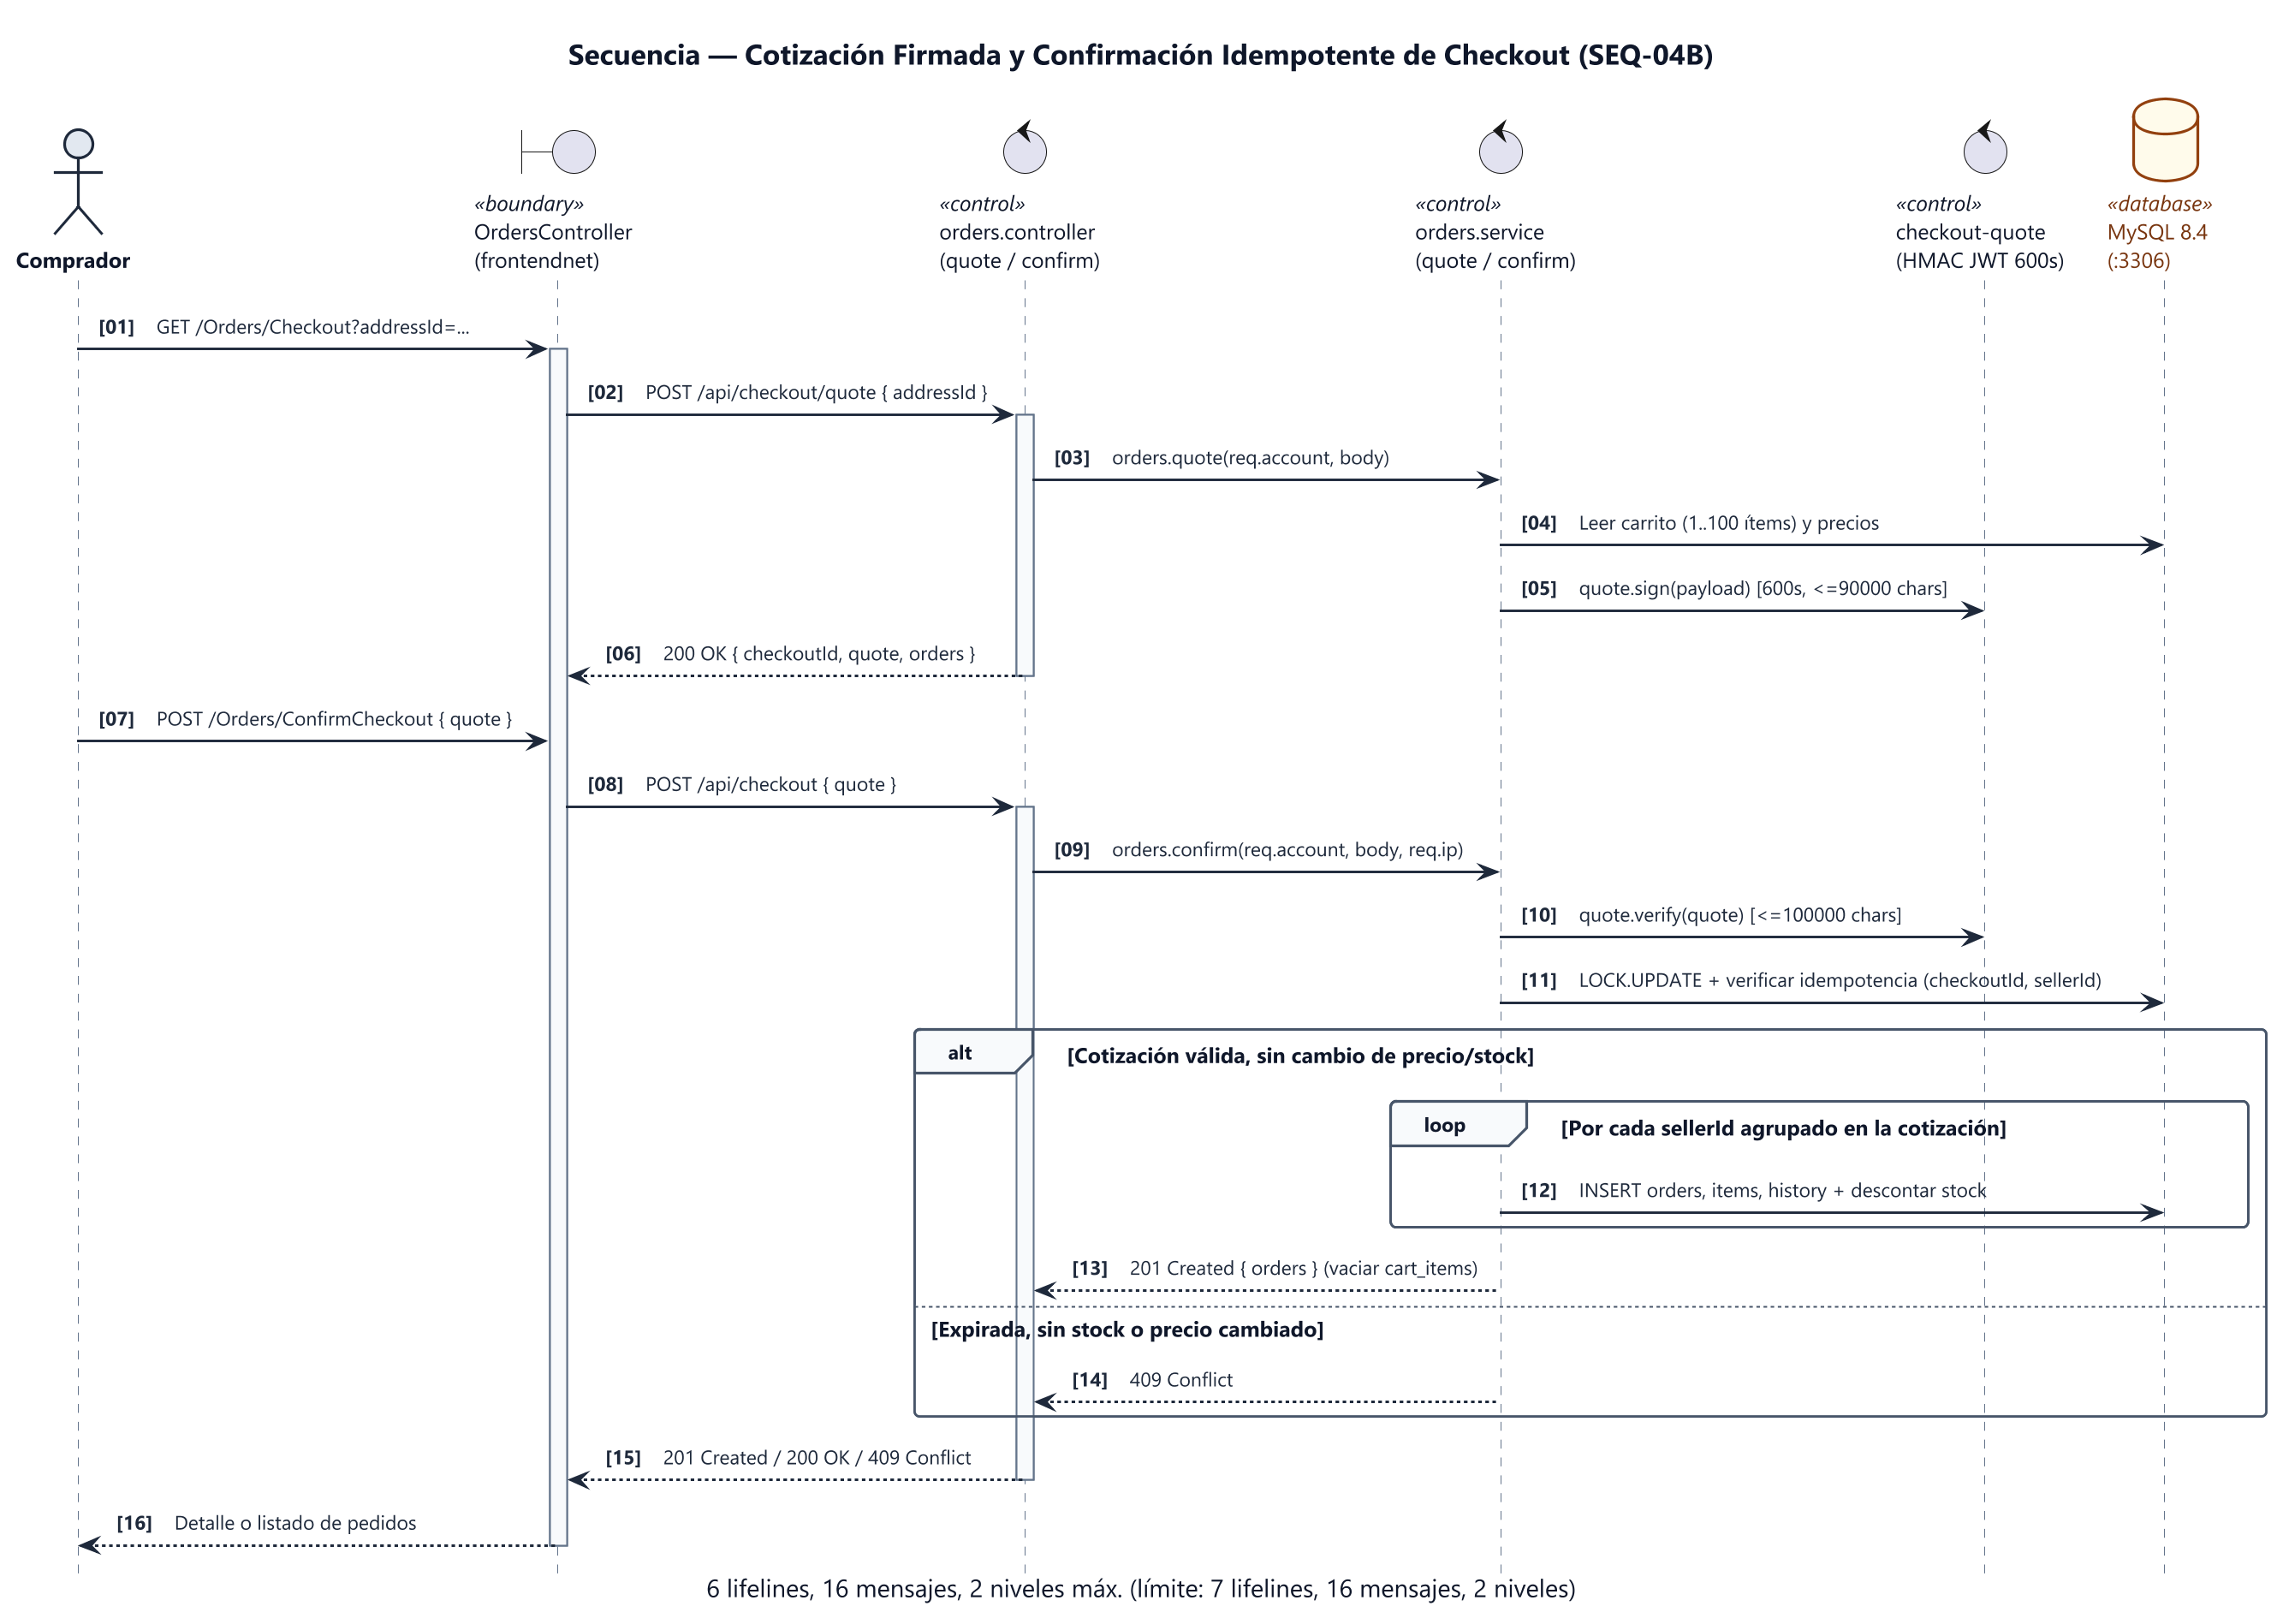 Secuencia — Cotización Firmada y Confirmación Idempotente de Checkout (SEQ-04B)
Comprador
«boundary»
OrdersController
(frontendnet)
«control»
orders.controller
(quote / confirm)
«control»
orders.service
(quote / confirm)
«control»
checkout-quote
(HMAC JWT 600s)
«database»
MySQL 8.4
(:3306)
[01] GET /Orders/Checkout?addressId=...
[02] POST /api/checkout/quote { addressId }
[03] orders.quote(req.account, body)
[04] Leer carrito (1..100 ítems) y precios
[05] quote.sign(payload) [600s, <=90000 chars]
[06] 200 OK { checkoutId, quote, orders }
[07] POST /Orders/ConfirmCheckout { quote }
[08] POST /api/checkout { quote }
[09] orders.confirm(req.account, body, req.ip)
[10] quote.verify(quote) [<=100000 chars]
[11] LOCK.UPDATE + verificar idempotencia (checkoutId, sellerId)
alt [Cotización válida, sin cambio de precio/stock]
loop [Por cada sellerId agrupado en la cotización]
[12] INSERT orders, items, history + descontar stock
[13] 201 Created { orders } (vaciar cart_items)
[Expirada, sin stock o precio cambiado]
[14] 409 Conflict
[15] 201 Created / 200 OK / 409 Conflict
[16] Detalle o listado de pedidos
6 lifelines, 16 mensajes, 2 niveles máx. (límite: 7 lifelines, 16 mensajes, 2 niveles)